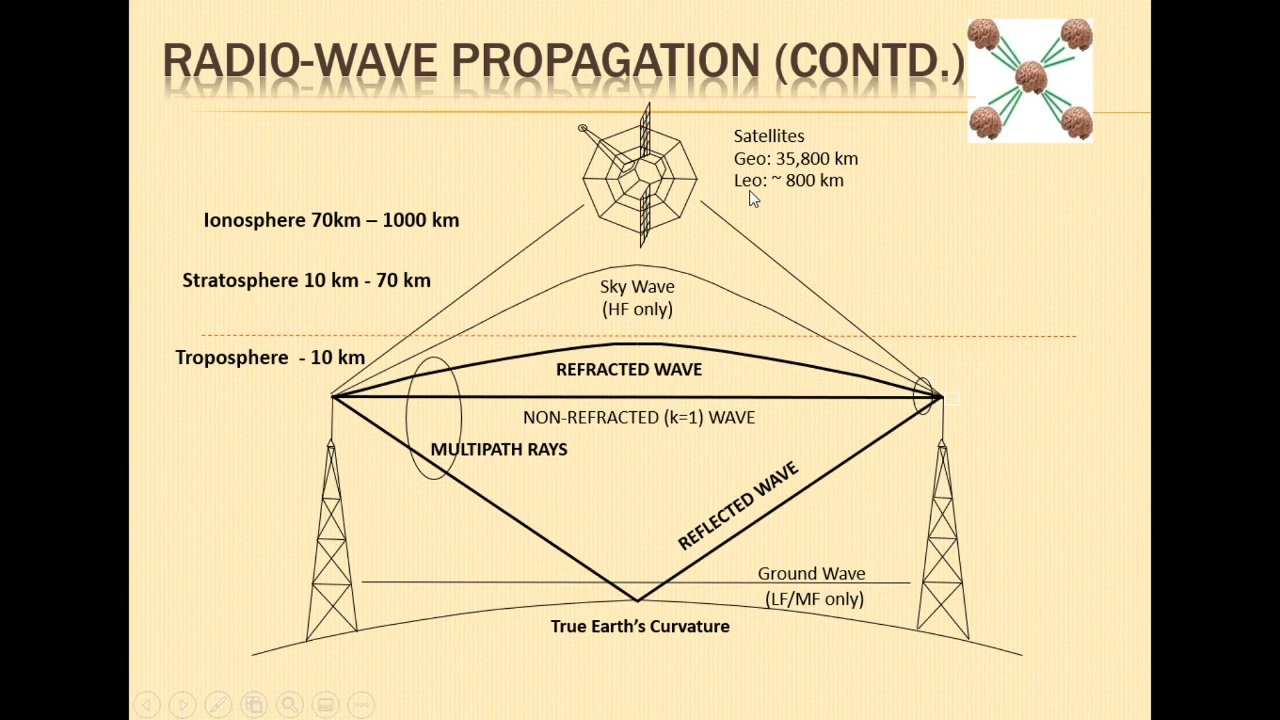 RADIO-WAVE PROPAGATION (CONTD.)
Satellites
Geo: 35,800 km
Leo: ~ 800 km
Ionosphere 70km – 1000 km
Stratosphere 10 km - 70 km
Sky Wave
(HF only)
Troposphere - 10 km
REFRACTED WAVE
NON-REFRACTED (k=1) WAVE
MULTIPATH RAYS
REFLECTED WAVE
Ground Wave
(LF/MF only)
True Earth's Curvature